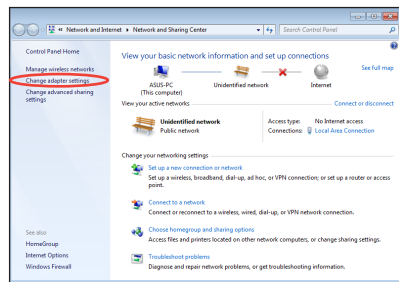 « Network and Internet ▸ Network and Sharing Center
Search Control Panel
Control Panel Home
Manage wireless networks
Change adapter settings
Change advanced sharing
settings
View your basic network information and set up connections
See full map
ASUS-PC
(This computer)
Unidentified network
Internet
View your active networks
Connect or disconnect
Unidentified network
Public network
Access type: No Internet access
Connections: Local Area Connection
Change your networking settings
Set up a new connection or network
Set up a wireless, broadband, dial-up, ad hoc, or VPN connection; or set up a router or access
point.
Connect to a network
Connect or reconnect to a wireless, wired, dial-up, or VPN network connection.
Choose homegroup and sharing options
Access files and printers located on other network computers, or change sharing settings.
Troubleshoot problems
Diagnose and repair network problems, or get troubleshooting information.
See also
HomeGroup
Internet Options
Windows Firewall